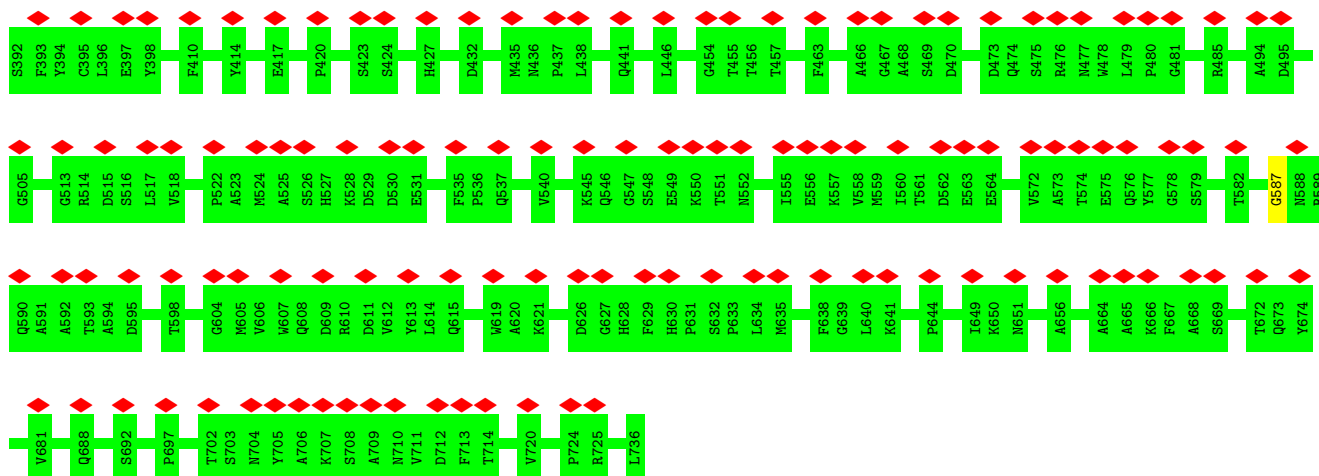 S392 F393 Y394 C395 L396 E397 Y398 F410 Y414 E417 P420 S423 S424 H427 D432 M435 N436 P437 L438 Q441 L446 G454 T455 T456 T457 F463 A466 G467 A468 S469 D470 D473 Q474 S475 R476 N477 W478 L479 P480 G481 R485 A494 D495
G505 G513 R514 D515 S516 L517 V518 P522 A523 M524 A525 S526 H527 K528 D529 D530 E531 F535 P536 Q537 V540 K545 Q546 G547 S548 E549 K550 T551 N552 I555 E556 K557 V558 M559 I560 T561 D562 E563 E564 V572 A573 T574 E575 Q576 Y577 G578 S579 T582 G587 N588 R589
Q590 A591 A592 T593 A594 D595 T598 G604 M605 V606 W607 Q608 D609 R610 D611 V612 Y613 L614 Q615 W619 A620 K621 D626 G627 H628 F629 H630 P631 S632 P633 L634 M635 F638 G639 L640 K641 P644 I649 K650 N651 A656 A664 A665 K666 F667 A668 S669 T672 Q673 Y674
V681 Q688 S692 P697 T702 S703 N704 Y705 A706 K707 S708 A709 N710 V711 D712 F713 T714 V720 P724 R725 L736